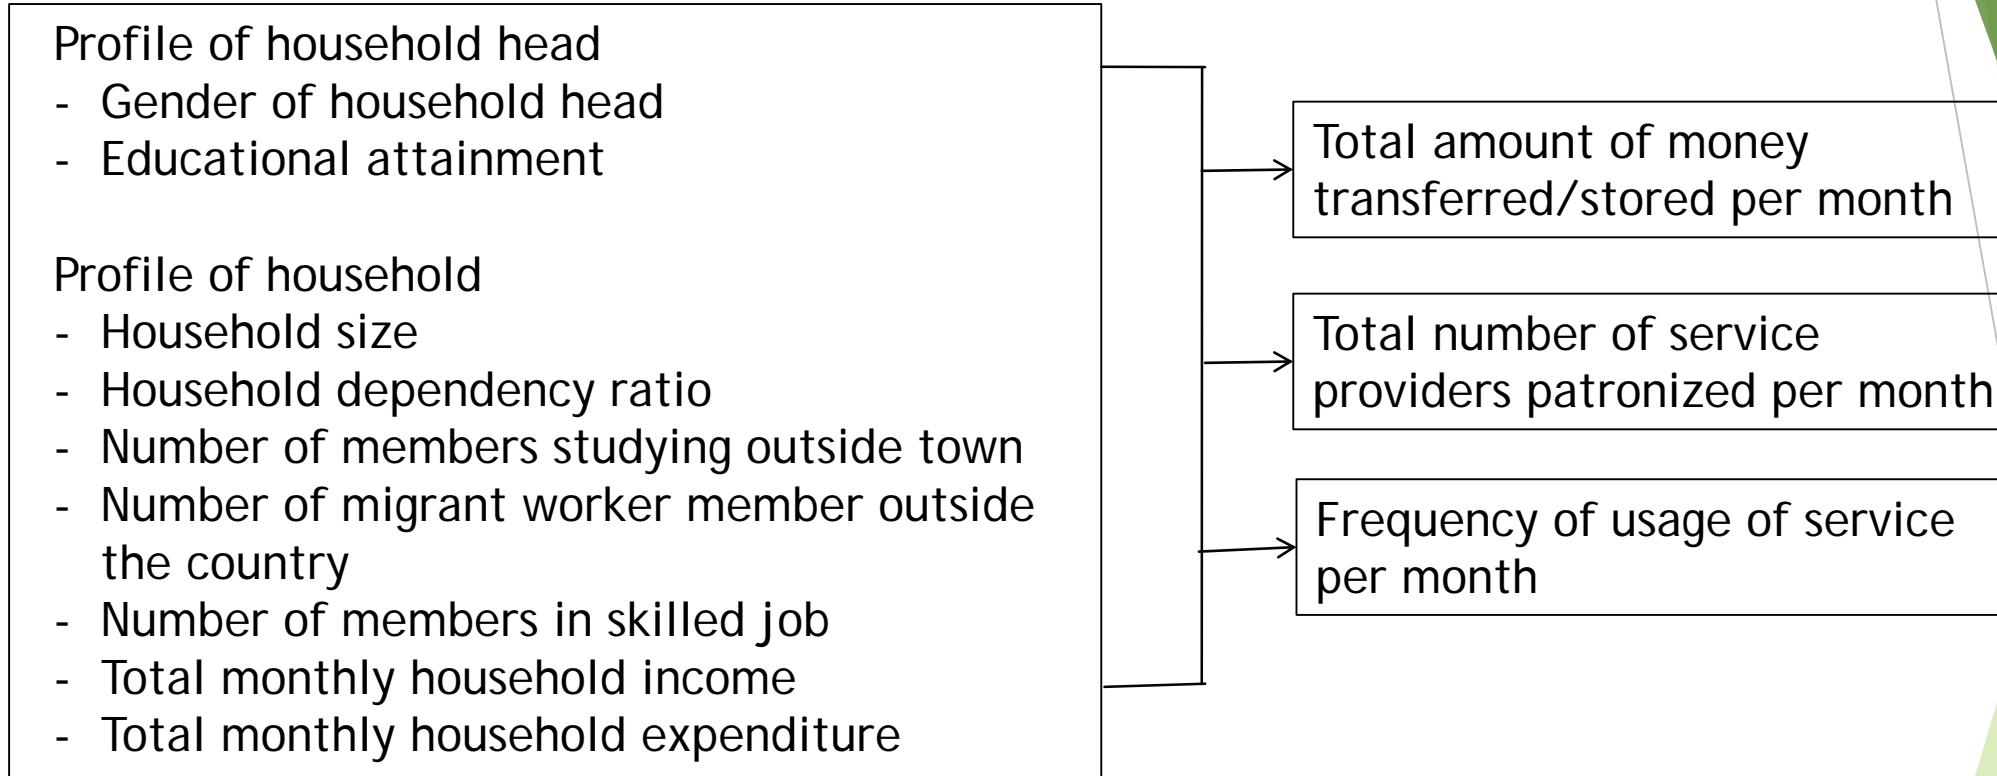 Profile of household head
- Gender of household head
- Educational attainment
Profile of household
- Household size
- Household dependency ratio
- Number of members studying outside town
- Number of migrant worker member outside
the country
- Number of members in skilled job
- Total monthly household income
- Total monthly household expenditure
Total amount of money
transferred/stored per month
Total number of service
providers patronized per month
Frequency of usage of service
per month